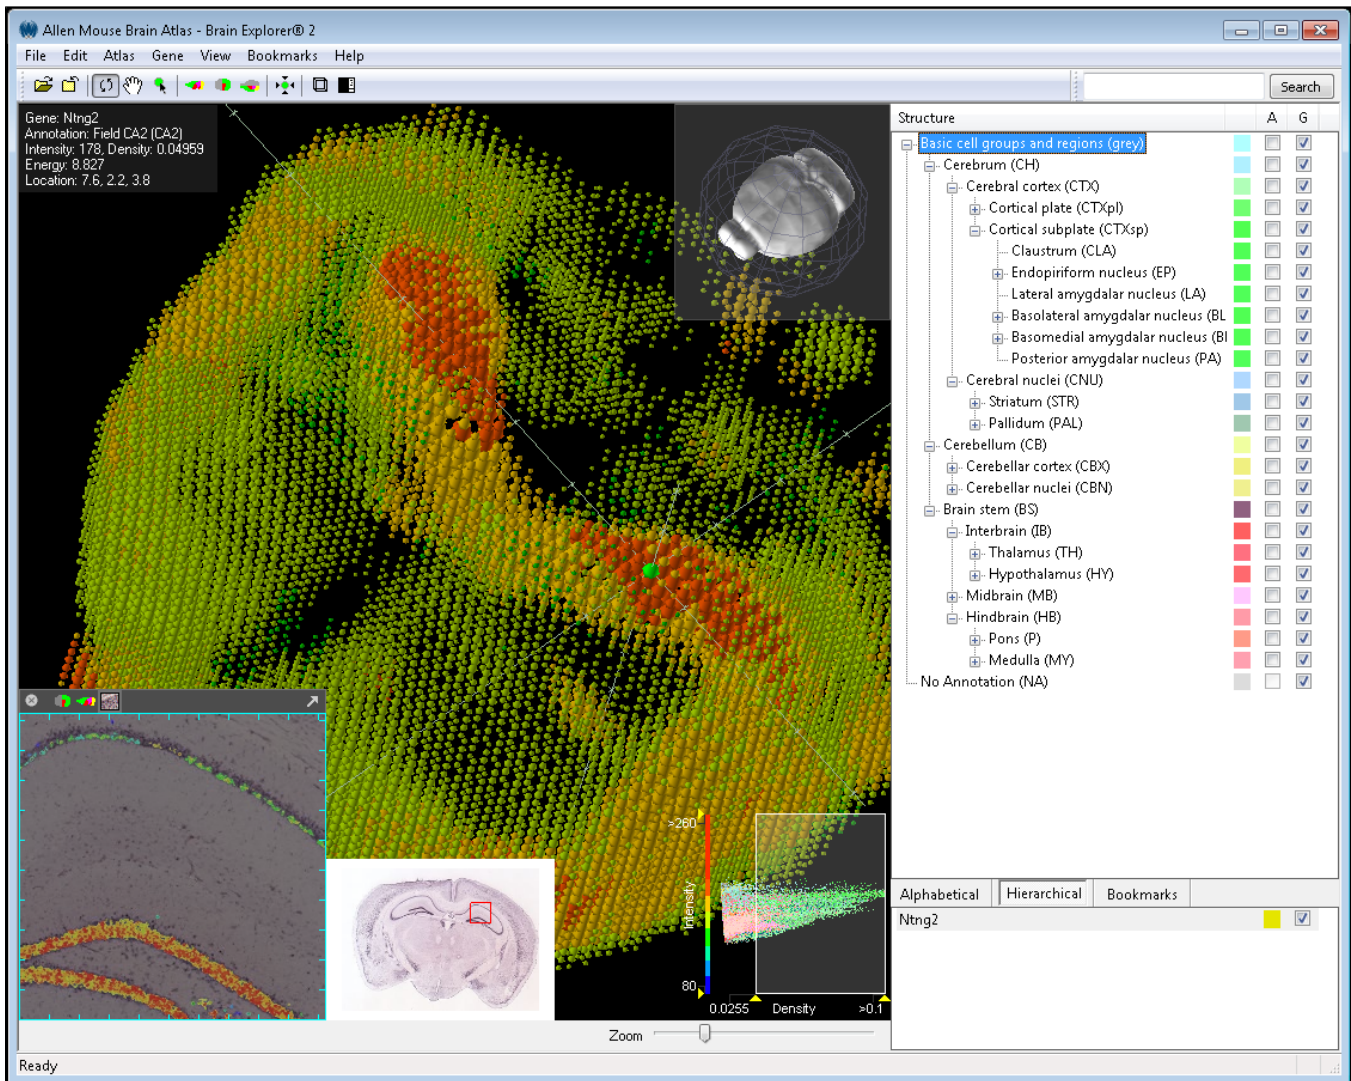 Allen Mouse Brain Atlas - Brain Explorer® 2
File Edit Atlas Gene View Bookmarks Help
Search
Gene: Ntng2
Annotation: Field CA2 (CA2)
Intensity: 178, Density: 0.04959
Energy: 8.827
Location: 7.6, 2.2, 3.8
Structure A G
Basic cell groups and regions (grey)
Cerebrum (CH)
Cerebral cortex (CTX)
Cortical plate (CTXpl)
Cortical subplate (CTXsp)
Claustrum (CLA)
Endopiriform nucleus (EP)
Lateral amygdalar nucleus (LA)
Basolateral amygdalar nucleus (BL
Basomedial amygdalar nucleus (BI
Posterior amygdalar nucleus (PA)
Cerebral nuclei (CNU)
Striatum (STR)
Pallidum (PAL)
Cerebellum (CB)
Cerebellar cortex (CBX)
Cerebellar nuclei (CBN)
Brain stem (BS)
Interbrain (IB)
Thalamus (TH)
Hypothalamus (HY)
Midbrain (MB)
Hindbrain (HB)
Pons (P)
Medulla (MY)
No Annotation (NA)
>260
Intensity
80
0.0255 Density >0.1
Alphabetical Hierarchical Bookmarks
Ntng2
Zoom
Ready